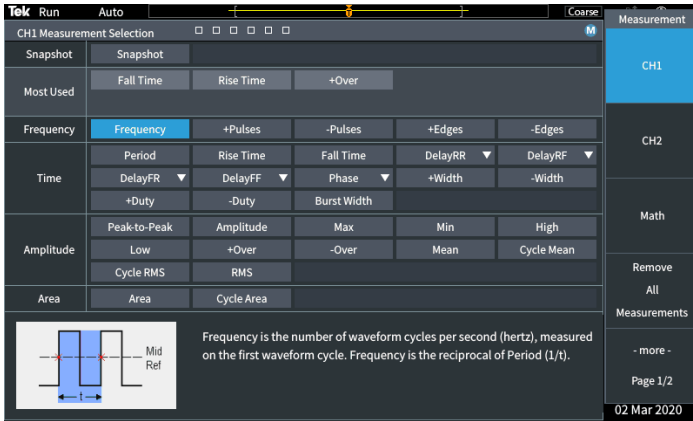 Tek Run Auto Coarse
Measurement
CH1 Measurement Selection M
Snapshot Snapshot
Most Used Fall Time Rise Time +Over
Frequency Frequency +Pulses -Pulses +Edges -Edges
Time Period Rise Time Fall Time DelayRR DelayRF
DelayFR DelayFF Phase +Width -Width
+Duty -Duty Burst Width
Amplitude Peak-to-Peak Amplitude Max Min High
Low +Over -Over Mean Cycle Mean
Cycle RMS RMS
Area Area Cycle Area
Mid
Ref
t
Frequency is the number of waveform cycles per second (hertz), measured
on the first waveform cycle. Frequency is the reciprocal of Period (1/t).
CH1
CH2
Math
Remove
All
Measurements
- more -
Page 1/2
02 Mar 2020